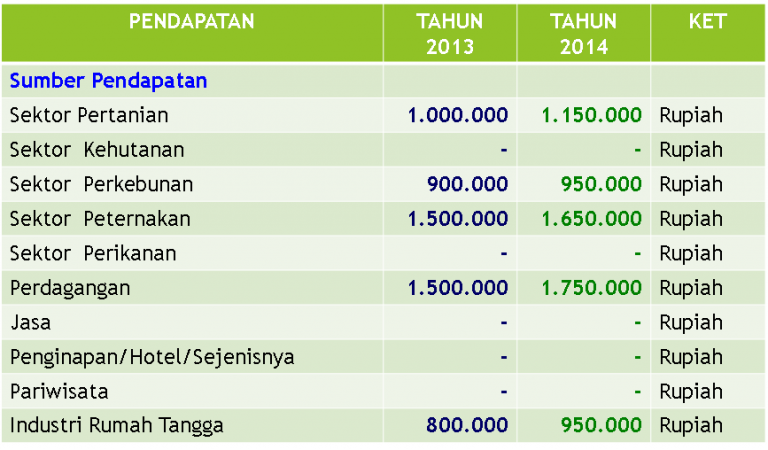 PENDAPATAN TAHUN 2013 TAHUN 2014 KET
Sumber Pendapatan
Sektor Pertanian 1.000.000 1.150.000 Rupiah
Sektor Kehutanan - - Rupiah
Sektor Perkebunan 900.000 950.000 Rupiah
Sektor Peternakan 1.500.000 1.650.000 Rupiah
Sektor Perikanan - - Rupiah
Perdagangan 1.500.000 1.750.000 Rupiah
Jasa - - Rupiah
Penginapan/Hotel/Sejenisnya - - Rupiah
Pariwisata - - Rupiah
Industri Rumah Tangga 800.000 950.000 Rupiah